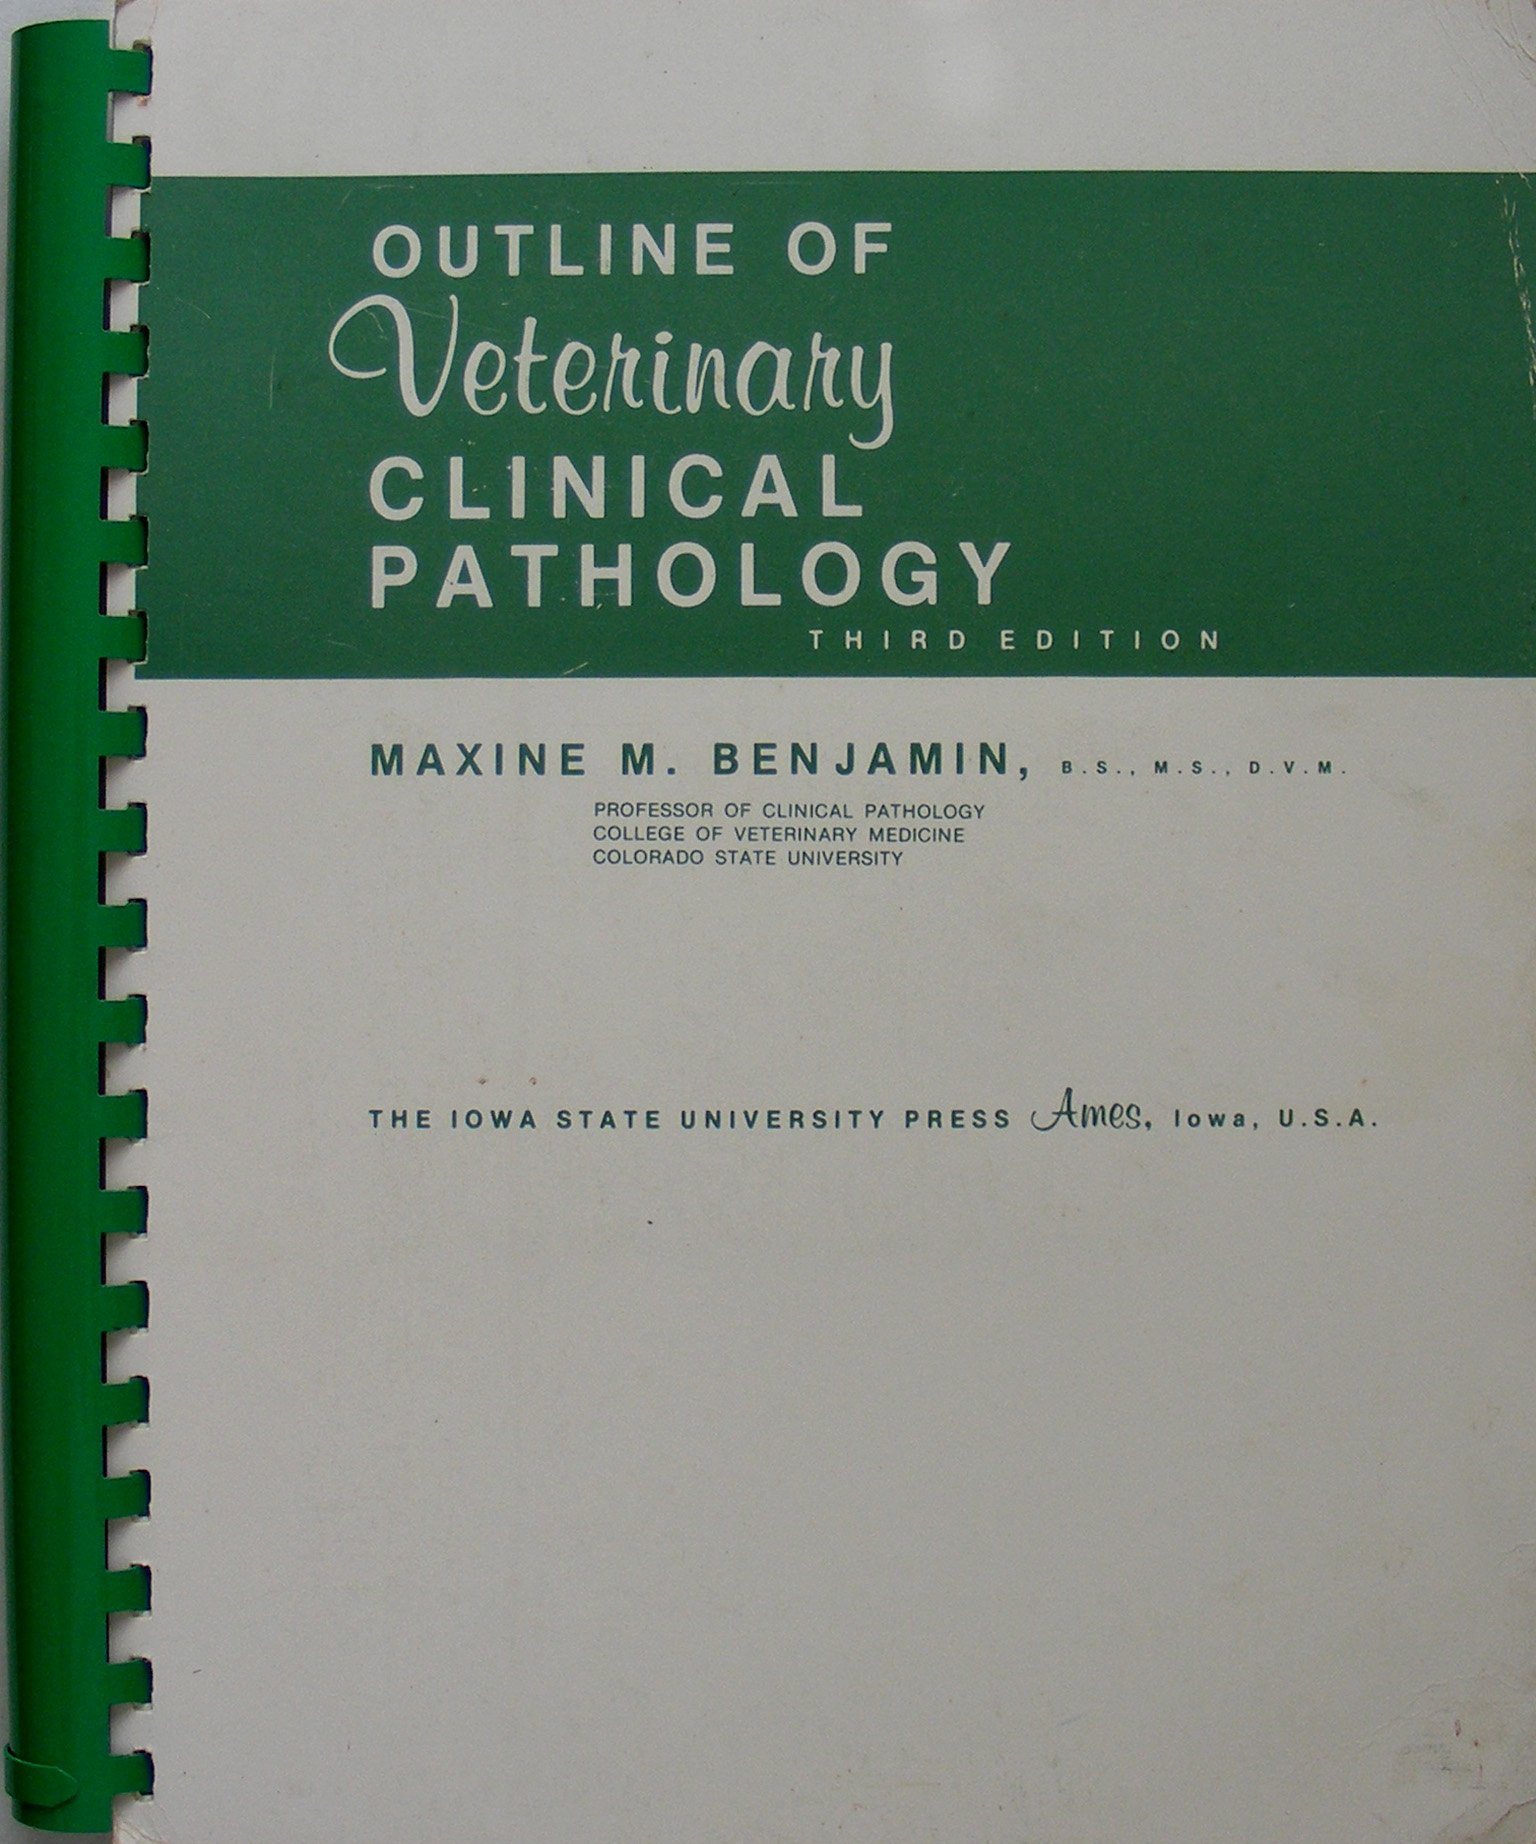 OUTLINE OF
Veterinary
CLINICAL
PATHOLOGY
THIRD EDITION
MAXINE M. BENJAMIN, B.S., M.S., D.V.M.
PROFESSOR OF CLINICAL PATHOLOGY
COLLEGE OF VETERINARY MEDICINE
COLORADO STATE UNIVERSITY
THE IOWA STATE UNIVERSITY PRESS Ames, Iowa, U.S.A.